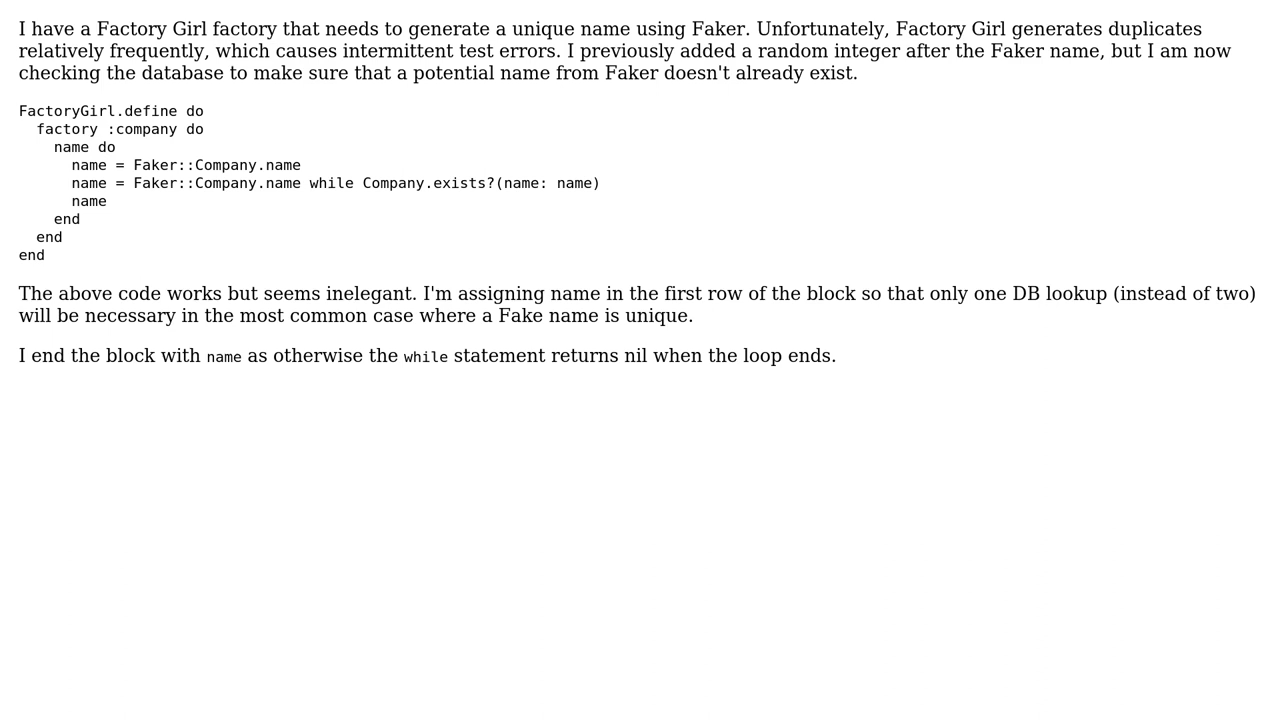 I have a Factory Girl factory that needs to generate a unique name using Faker. Unfortunately, Factory Girl generates duplicates
relatively frequently, which causes intermittent test errors. I previously added a random integer after the Faker name, but I am now
checking the database to make sure that a potential name from Faker doesn't already exist.
FactoryGirl.define do
  factory :company do
    name do
      name = Faker::Company.name
      name = Faker::Company.name while Company.exists?(name: name)
      name
    end
  end
end
The above code works but seems inelegant. I'm assigning name in the first row of the block so that only one DB lookup (instead of two)
will be necessary in the most common case where a Fake name is unique.
I end the block with name as otherwise the while statement returns nil when the loop ends.